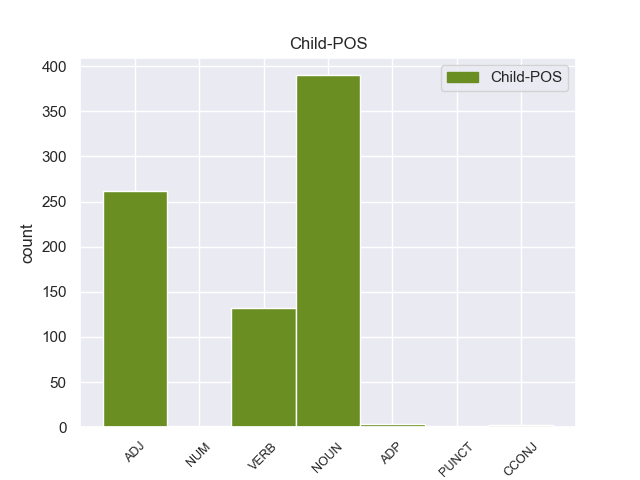 Child-POS
Child-POS
count
400
350
300
250
200
150
100
50
0
ADJ
NUM
VERB
NOUN
ADP
PUNCT
CCONJ